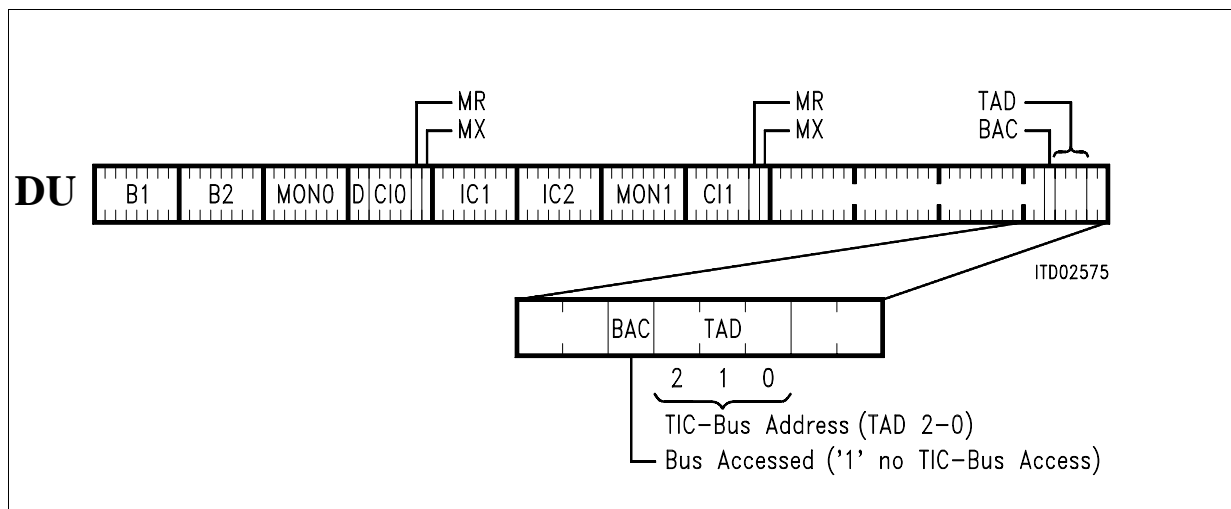 MR MR TAD
MX MX BAC
DU B1 B2 MON0 D CI0 IC1 IC2 MON1 CI1
ITD02575
BAC TAD
2 1 0
TIC-Bus Address (TAD 2-0)
Bus Accessed ('1' no TIC-Bus Access)